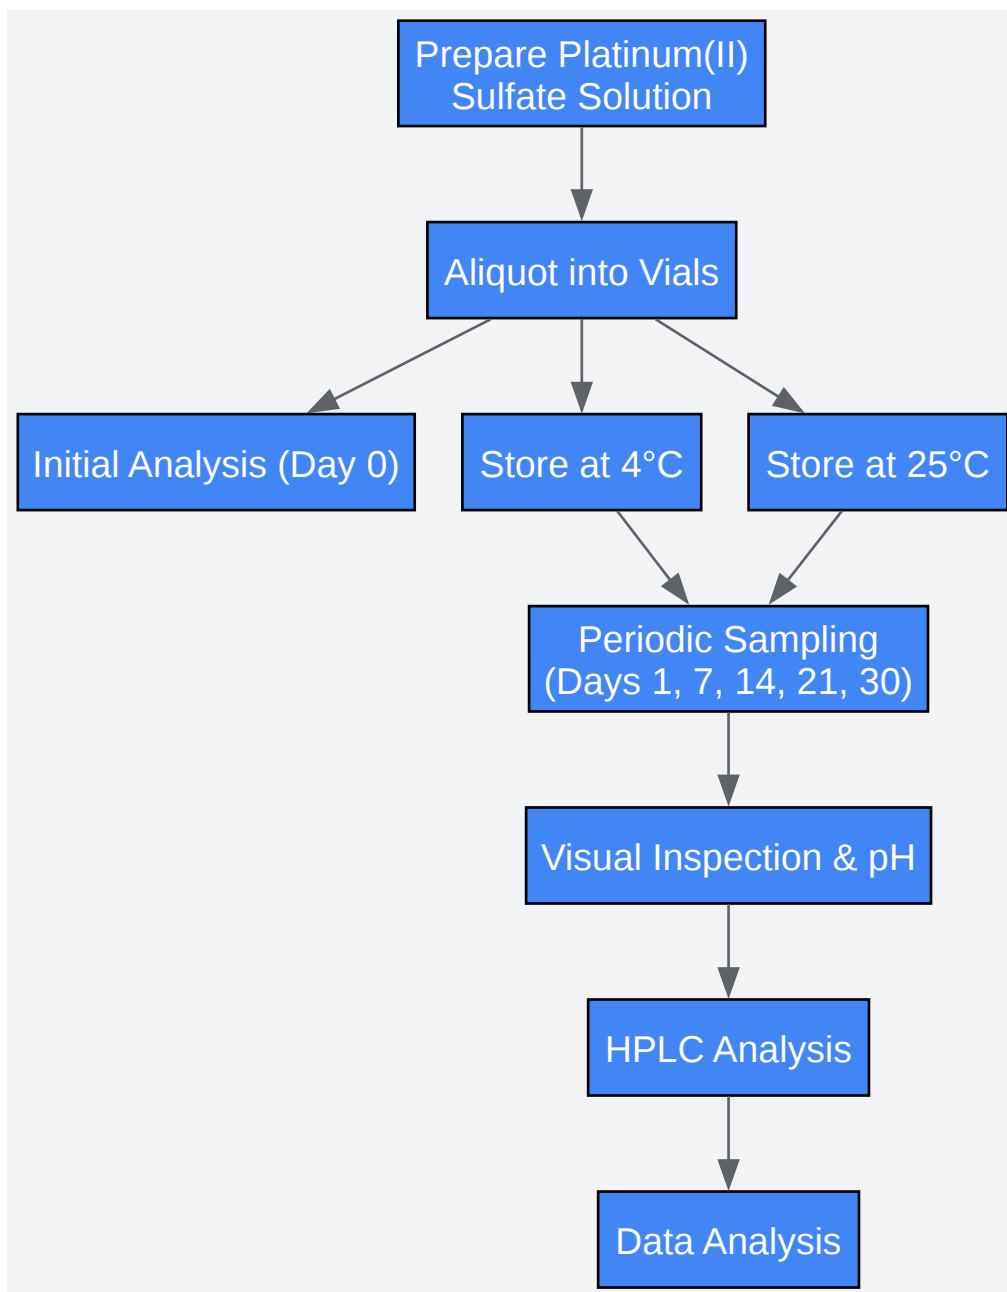 Prepare Platinum(II)
Sulfate Solution
Aliquot into Vials
Initial Analysis (Day 0)
Store at 4°C
Store at 25°C
Periodic Sampling
(Days 1, 7, 14, 21, 30)
Visual Inspection & pH
HPLC Analysis
Data Analysis